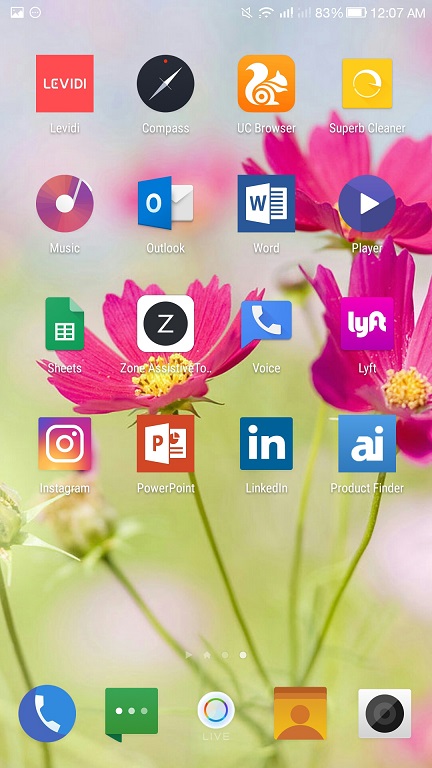 83% 12:07 AM
LEVIDI
Levidi Compass UC Browser Superb Cleaner
O W
Music Outlook Word Player
Z lyft
Sheets Zone AssistiveTo.. Voice Lyft
P in ai
Instagram PowerPoint LinkedIn Product Finder
LIVE